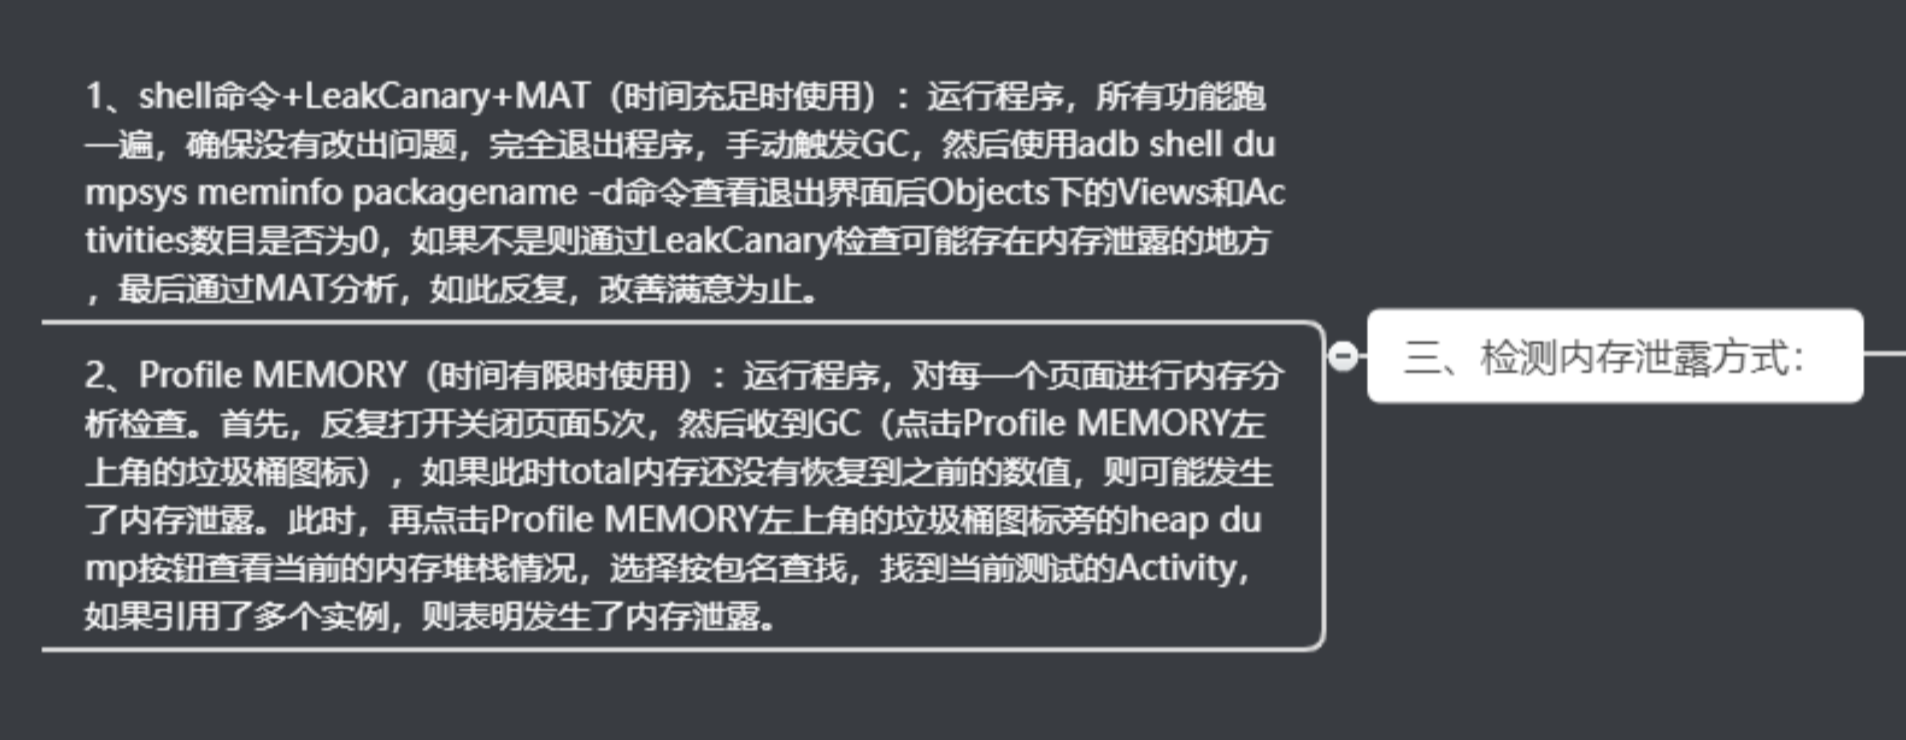 1、shell命令+LeakCanary+MAT（时间充足时使用）：运行程序，所有功能跑
一遍，确保没有改出问题，完全退出程序，手动触发GC，然后使用adb shell du
mpsys meminfo packagename -d命令查看退出界面后Objects下的Views和Ac
tivities数目是否为0，如果不是则通过LeakCanary检查可能存在内存泄露的地方
，最后通过MAT分析，如此反复，改善满意为止。
2、Profile MEMORY（时间有限时使用）：运行程序，对每一个页面进行内存分
析检查。首先，反复打开关闭页面5次，然后收到GC（点击Profile MEMORY左
上角的垃圾桶图标），如果此时total内存还没有恢复到之前的数值，则可能发生
了内存泄露。此时，再点击Profile MEMORY左上角的垃圾桶图标旁的heap du
mp按钮查看当前的内存堆栈情况，选择按包名查找，找到当前测试的Activity，
如果引用了多个实例，则表明发生了内存泄露。
三、检测内存泄露方式：